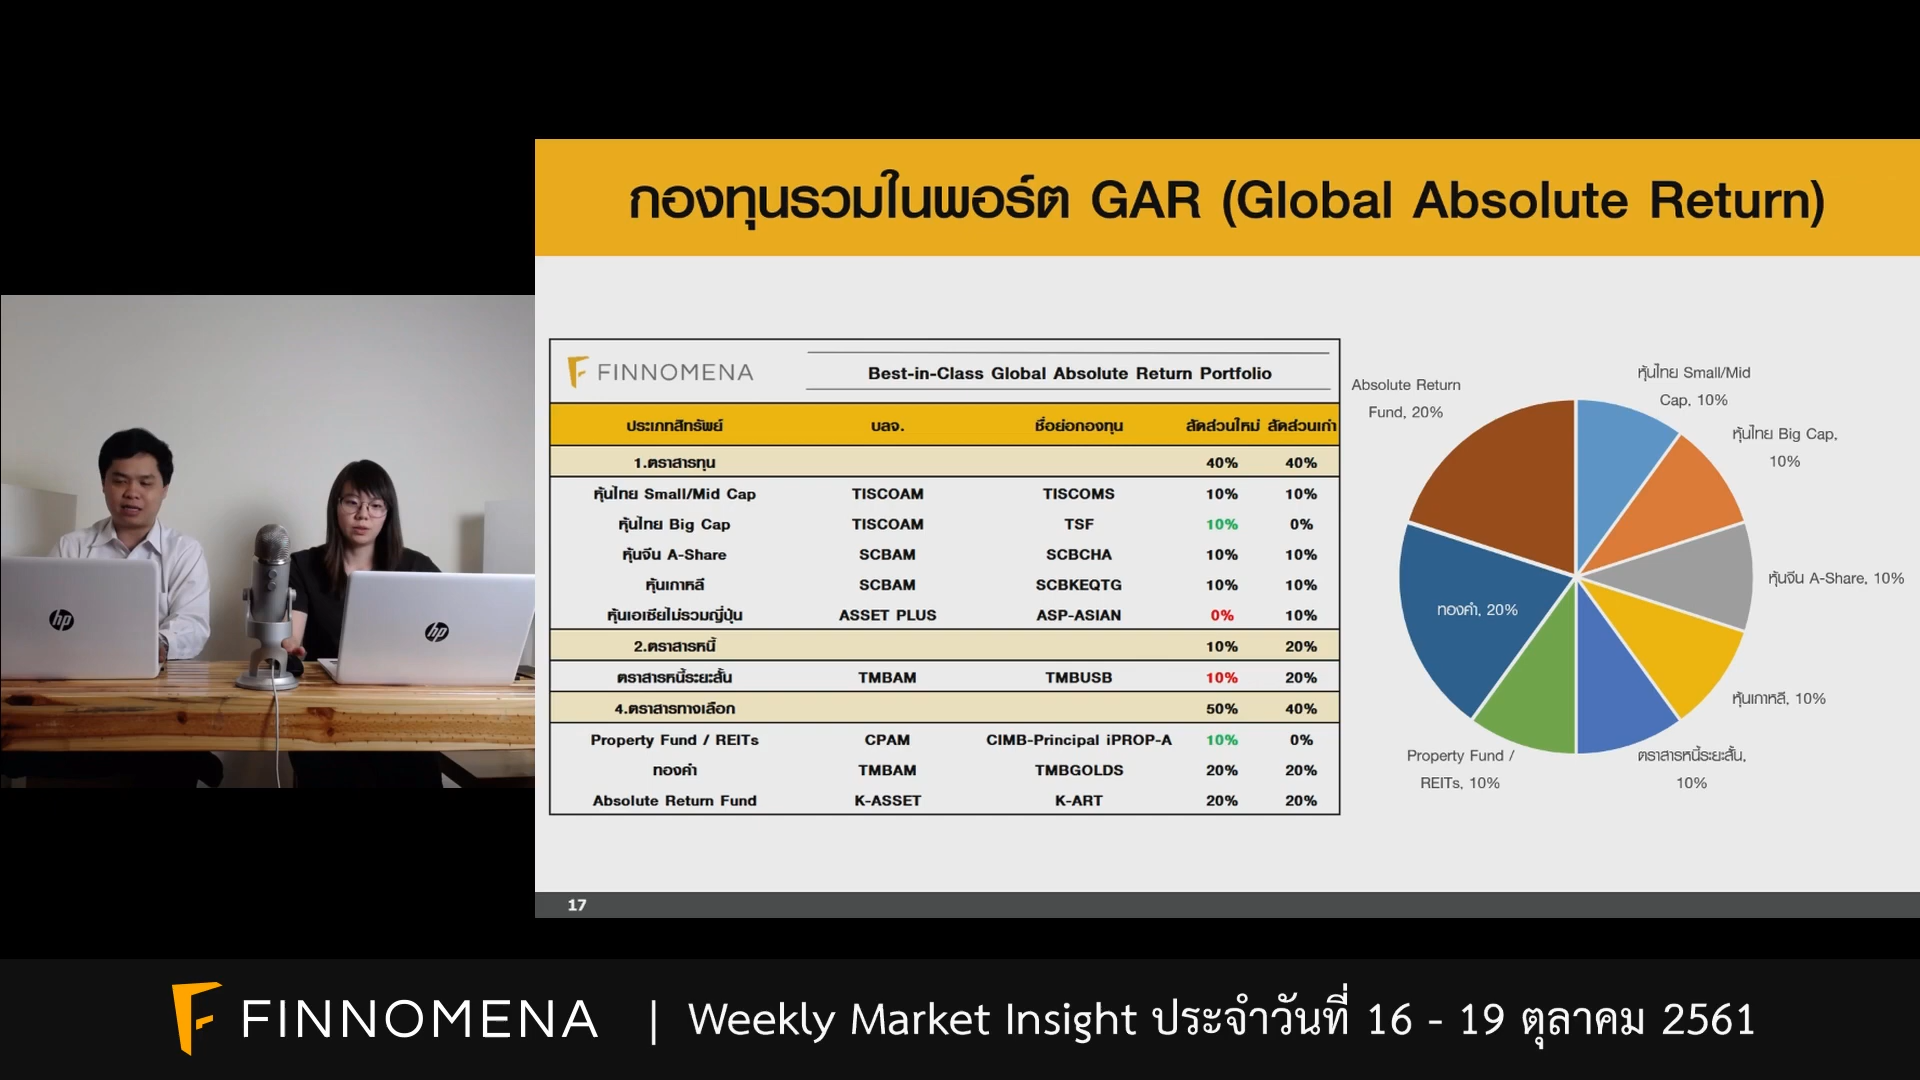 กองทุนรวมในพอร์ต GAR (Global Absolute Return)
FINNOMENA Best-in-Class Global Absolute Return Portfolio
ประเภทสินทรัพย์ บลจ. ชื่อย่อกองทุน สัดส่วนใหม่ สัดส่วนเก่า
1.ตราสารทุน 40% 40%
หุ้นไทย Small/Mid Cap TISCOAM TISCOMS 10% 10%
หุ้นไทย Big Cap TISCOAM TSF 10% 0%
หุ้นจีน A-Share SCBAM SCBCHA 10% 10%
หุ้นเกาหลี SCBAM SCBKEQTG 10% 10%
หุ้นเอเชียไม่รวมญี่ปุ่น ASSET PLUS ASP-ASIAN 0% 10%
2.ตราสารหนี้ 10% 20%
ตราสารหนี้ระยะสั้น TMBAM TMBUSB 10% 20%
4.ตราสารทางเลือก 50% 40%
Property Fund / REITs CPAM CIMB-Principal iPROP-A 10% 0%
ทองคำ TMBAM TMBGOLDS 20% 20%
Absolute Return Fund K-ASSET K-ART 20% 20%
Absolute Return
Fund, 20%
หุ้นไทย Small/Mid
Cap, 10%
หุ้นไทย Big Cap,
10%
หุ้นจีน A-Share, 10%
ทองคำ, 20%
หุ้นเกาหลี, 10%
Property Fund /
REITs, 10%
ตราสารหนี้ระยะสั้น,
10%
hp
hp
17
FINNOMENA | Weekly Market Insight ประจำวันที่ 16 - 19 ตุลาคม 2561